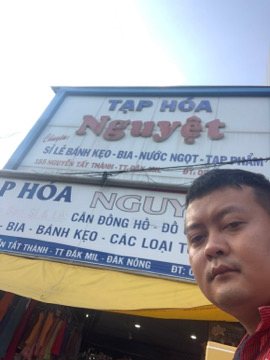 TẠP HÓA
Chuyên:
Nguyệt
SỈ LẺ BÁNH KẸO - BIA - NƯỚC NGỌT - TẠP PHẨM
NGUYỄN TẤT THÀNH - TT ĐĂK MIL
ĐT:
P HÓA NGUY
CÂN ĐỒNG HỒ - ĐỒ
- BIA - BÁNH KẸO - CÁC LOẠI
TẤT THÀNH - TT ĐĂK MIL - ĐĂK NÔNG
ĐT: 0